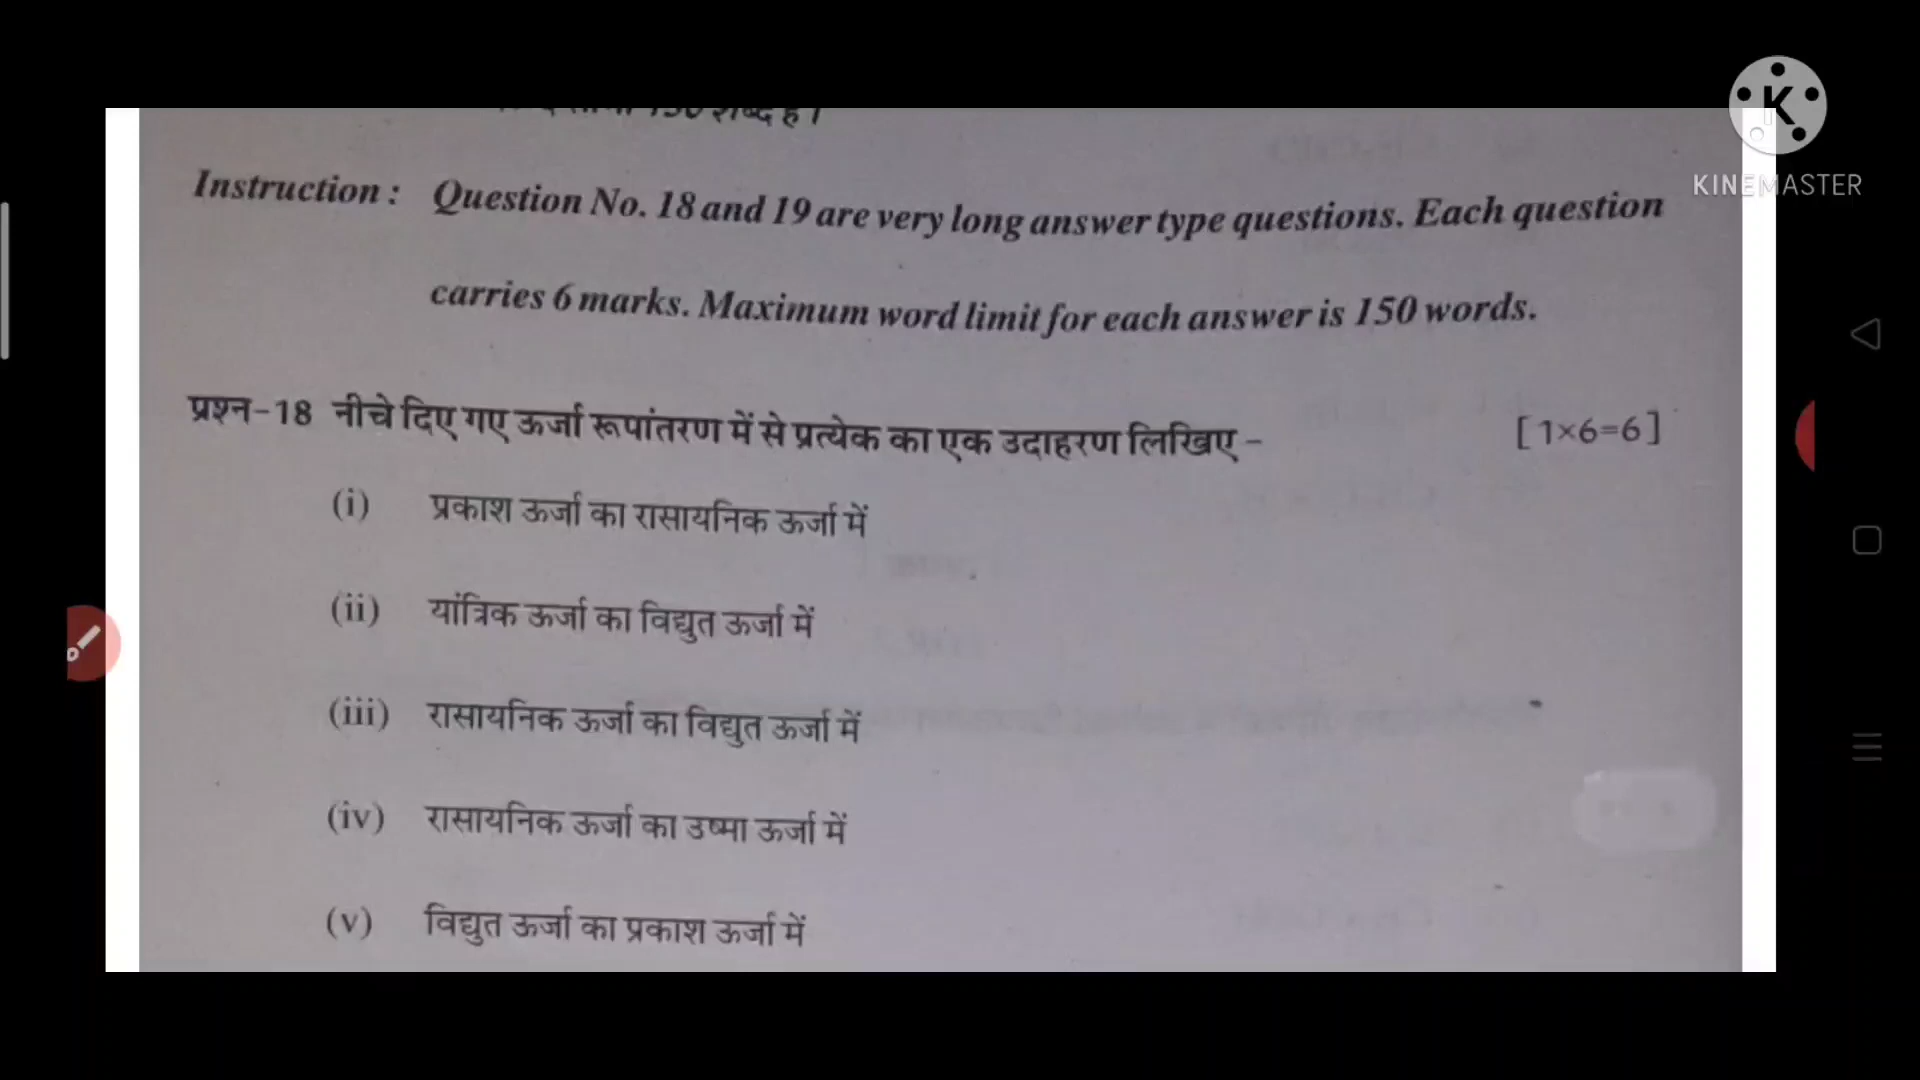 150 शब्द है।
K
KINEMASTER
Instruction : Question No. 18 and 19 are very long answer type questions. Each question
carries 6 marks. Maximum word limit for each answer is 150 words.
प्रश्न-18 नीचे दिए गए ऊर्जा रूपांतरण में से प्रत्येक का एक उदाहरण लिखिए – [1×6=6]
(i) प्रकाश ऊर्जा का रासायनिक ऊर्जा में
(ii) यांत्रिक ऊर्जा का विद्युत ऊर्जा में
(iii) रासायनिक ऊर्जा का विद्युत ऊर्जा में
(iv) रासायनिक ऊर्जा का उष्मा ऊर्जा में
(v) विद्युत ऊर्जा का प्रकाश ऊर्जा में